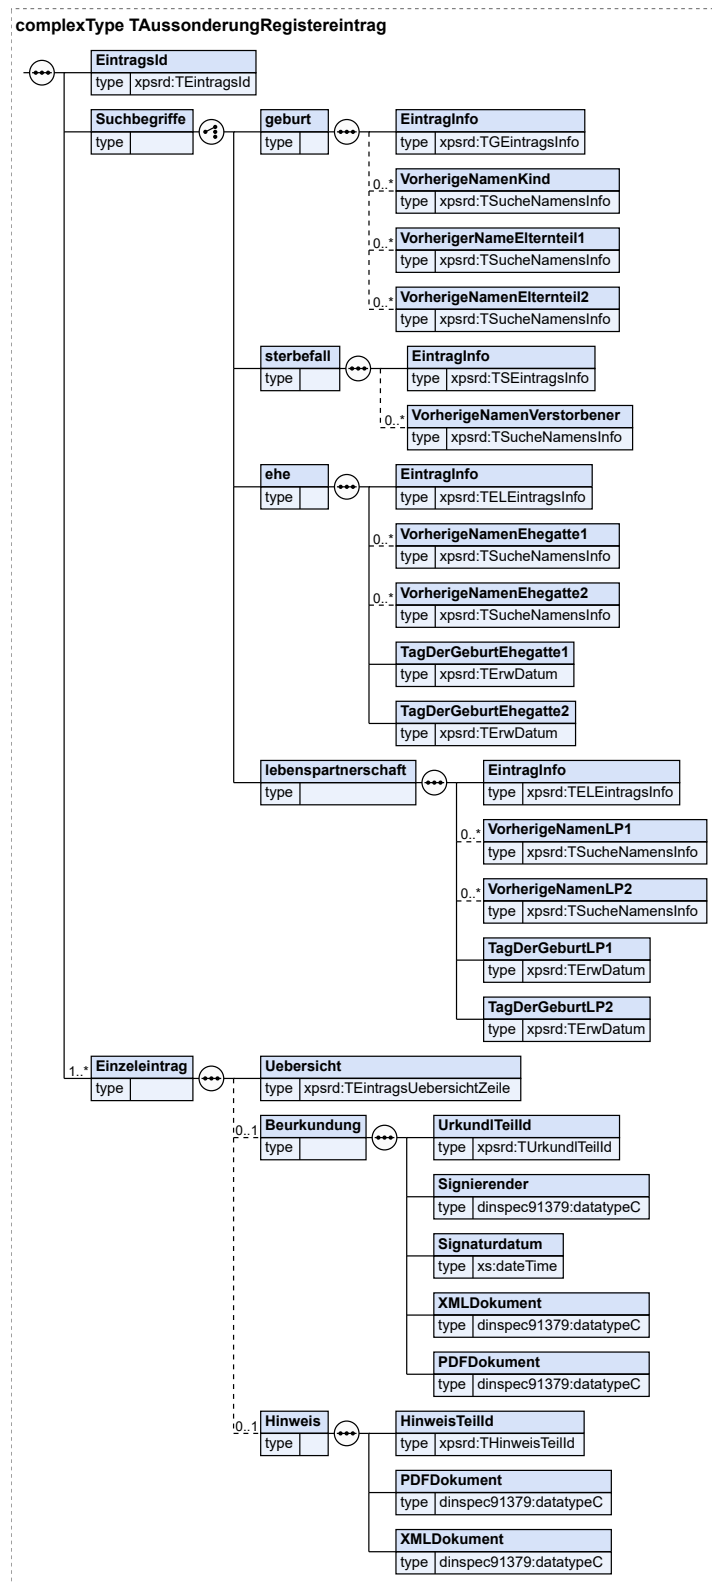 complexType TAussonderungRegistereintrag
EintragsId
type xpsrd:TEintragsId
Suchbegriffe
type
geburt
type
EintragInfo
type xpsrd:TGEintragsInfo
0..*
VorherigeNamenKind
type xpsrd:TSucheNamensInfo
0..*
VorherigerNameElternteil1
type xpsrd:TSucheNamensInfo
0..*
VorherigeNamenElternteil2
type xpsrd:TSucheNamensInfo
sterbefall
type
EintragInfo
type xpsrd:TSEintragsInfo
0..*
VorherigeNamenVerstorbener
type xpsrd:TSucheNamensInfo
ehe
type
EintragInfo
type xpsrd:TELEintragsInfo
0..*
VorherigeNamenEhegatte1
type xpsrd:TSucheNamensInfo
0..*
VorherigeNamenEhegatte2
type xpsrd:TSucheNamensInfo
TagDerGeburtEhegatte1
type xpsrd:TErwDatum
TagDerGeburtEhegatte2
type xpsrd:TErwDatum
lebenspartnerschaft
type
EintragInfo
type xpsrd:TELEintragsInfo
0..*
VorherigeNamenLP1
type xpsrd:TSucheNamensInfo
0..*
VorherigeNamenLP2
type xpsrd:TSucheNamensInfo
TagDerGeburtLP1
type xpsrd:TErwDatum
TagDerGeburtLP2
type xpsrd:TErwDatum
1..*
Einzeleintrag
type
Uebersicht
type xpsrd:TEintragsUebersichtZeile
0..1
Beurkundung
type
UrkundlTeilId
type xpsrd:TUrkundlTeilId
Signierender
type dinspec91379:datatypeC
Signaturdatum
type xs:dateTime
XMLDokument
type dinspec91379:datatypeC
PDFDokument
type dinspec91379:datatypeC
0..1
Hinweis
type
HinweisTeilId
type xpsrd:THinweisTeilId
PDFDokument
type dinspec91379:datatypeC
XMLDokument
type dinspec91379:datatypeC